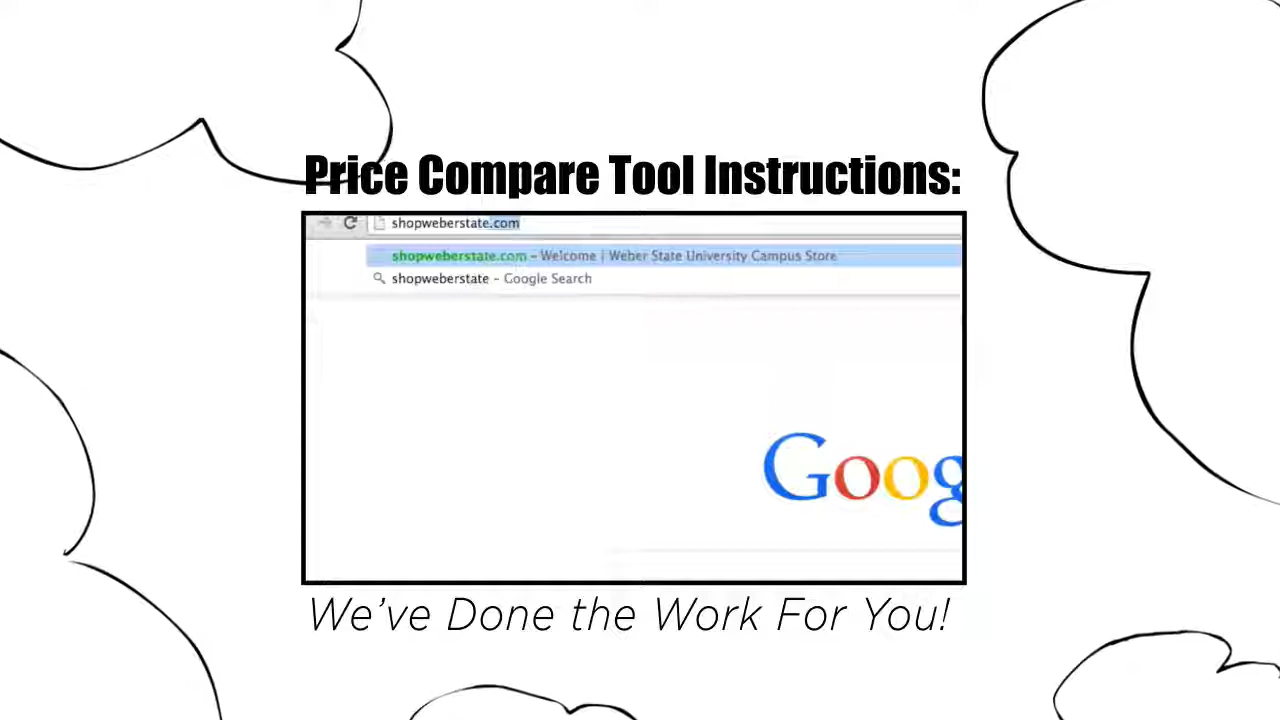 Price Compare Tool Instructions:
shopweberstate.com
shopweberstate.com – Welcome | Weber State University Campus Store
shopweberstate – Google Search
Goog
We've Done the Work For You!